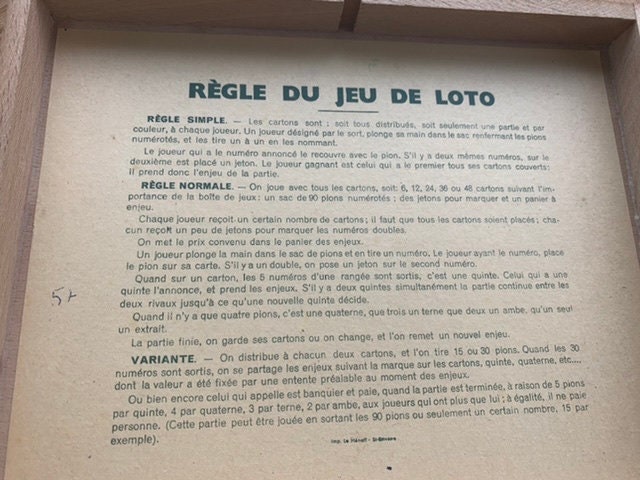 RÈGLE DU JEU DE LOTO
RÈGLE SIMPLE. — Les cartons sont : soit tous distribués, soit seulement une partie et par
couleur, à chaque joueur. Un joueur désigné par le sort, plonge sa main dans le sac renfermant les pions
numérotés, et les tire un à un en les nommant.
Le joueur qui a le numéro annoncé le recouvre avec le pion. S'il y a deux mêmes numéros, sur le
deuxième est placé un jeton. Le joueur gagnant est celui qui a le premier tous ses cartons couverts:
Il prend donc l'enjeu de la partie.
RÈGLE NORMALE. — On joue avec tous les cartons, soit: 6, 12, 24, 36 ou 48 cartons suivant l'im-
portance de la boîte de jeux: un sac de 90 pions numérotés ; des jetons pour marquer et un panier à
enjeu.
Chaque joueur reçoit un certain nombre de cartons ; il faut que tous les cartons soient placés ; cha-
cun reçoit un peu de jetons pour marquer les numéros doubles.
On met le prix convenu dans le panier des enjeux.
Un joueur plonge la main dans le sac de pions et en tire un numéro. Le joueur ayant le numéro, place
le pion sur sa carte. S'il y a un double, on pose un jeton sur le second numéro.
Quand sur un carton, les 5 numéros d'une rangée sont sortis, c'est une quinte. Celui qui a une
quinte l'annonce, et prend les enjeux. S'il y a deux quintes simultanément la partie continue entre les
deux rivaux jusqu'à ce qu'une nouvelle quinte décide.
Quand il n'y a que quatre pions, c'est une quaterne, que trois un terne que deux un ambe, qu'un seul
un extrait.
La partie finie, on garde ses cartons ou on change, et l'on remet un nouvel enjeu.
VARIANTE. — On distribue à chacun deux cartons, et l'on tire 15 ou 30 pions. Quand les 30
numéros sont sortis, on se partage les enjeux suivant la marque sur les cartons, quinte, quaterne, etc....
dont la valeur a été fixée par une entente préalable au moment des enjeux.
Ou bien encore celui qui appelle est banquier et paie, quand la partie est terminée, à raison de 5 pions
par quinte, 4 par quaterne, 3 par terne, 2 par ambe, aux joueurs qui ont plus que lui ; à égalité, il ne paie
personne. (Cette partie peut être jouée en sortant les 90 pions ou seulement un certain nombre, 15 par
exemple).
Imp. Le Hénaff - St-Etienne